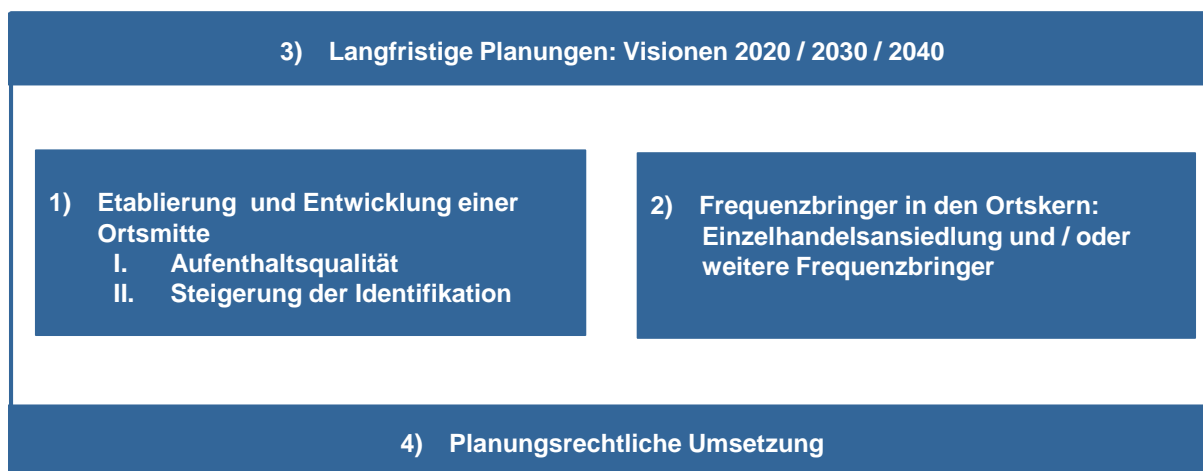 3) Langfristige Planungen: Visionen 2020 / 2030 / 2040
1) Etablierung und Entwicklung einer
Ortsmitte
I. Aufenthaltsqualität
II. Steigerung der Identifikation
2) Frequenzbringer in den Ortskern:
Einzelhandelsansiedlung und / oder
weitere Frequenzbringer
4) Planungsrechtliche Umsetzung